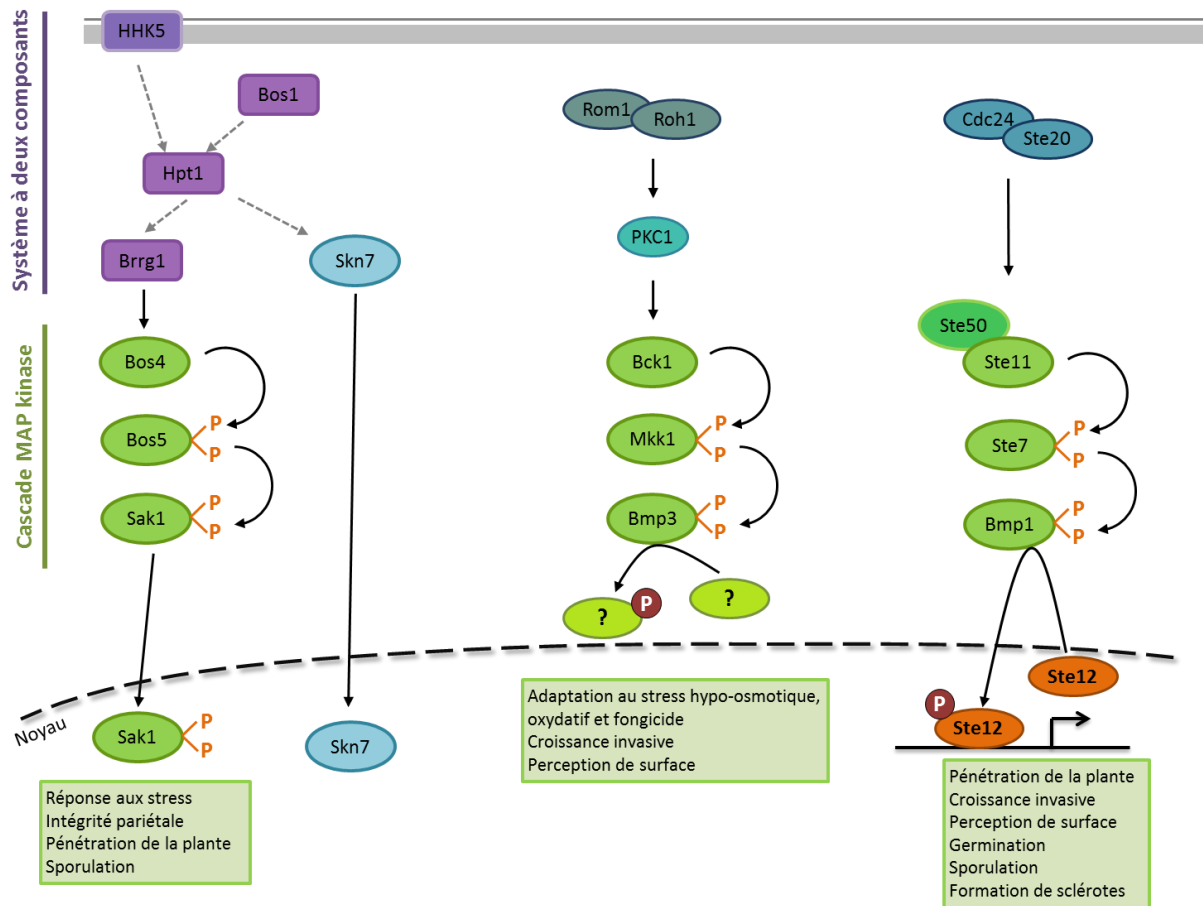 Système à deux composants
Cascade MAP kinase
HHK5
Bos1
Hpt1
Brrg1
Skn7
Bos4
Bos5
P
P
Sak1
P
P
Noyau
Sak1
P
P
Skn7
Réponse aux stress
Intégrité pariétale
Pénétration de la plante
Sporulation
Rom1
Roh1
PKC1
Bck1
Mkk1
P
P
Bmp3
P
P
?
P
?
Adaptation au stress hypo-osmotique,
oxydatif et fongicide
Croissance invasive
Perception de surface
Cdc24
Ste20
Ste50
Ste11
Ste7
P
P
Bmp1
P
P
Ste12
P
Ste12
Pénétration de la plante
Croissance invasive
Perception de surface
Germination
Sporulation
Formation de sclérotes